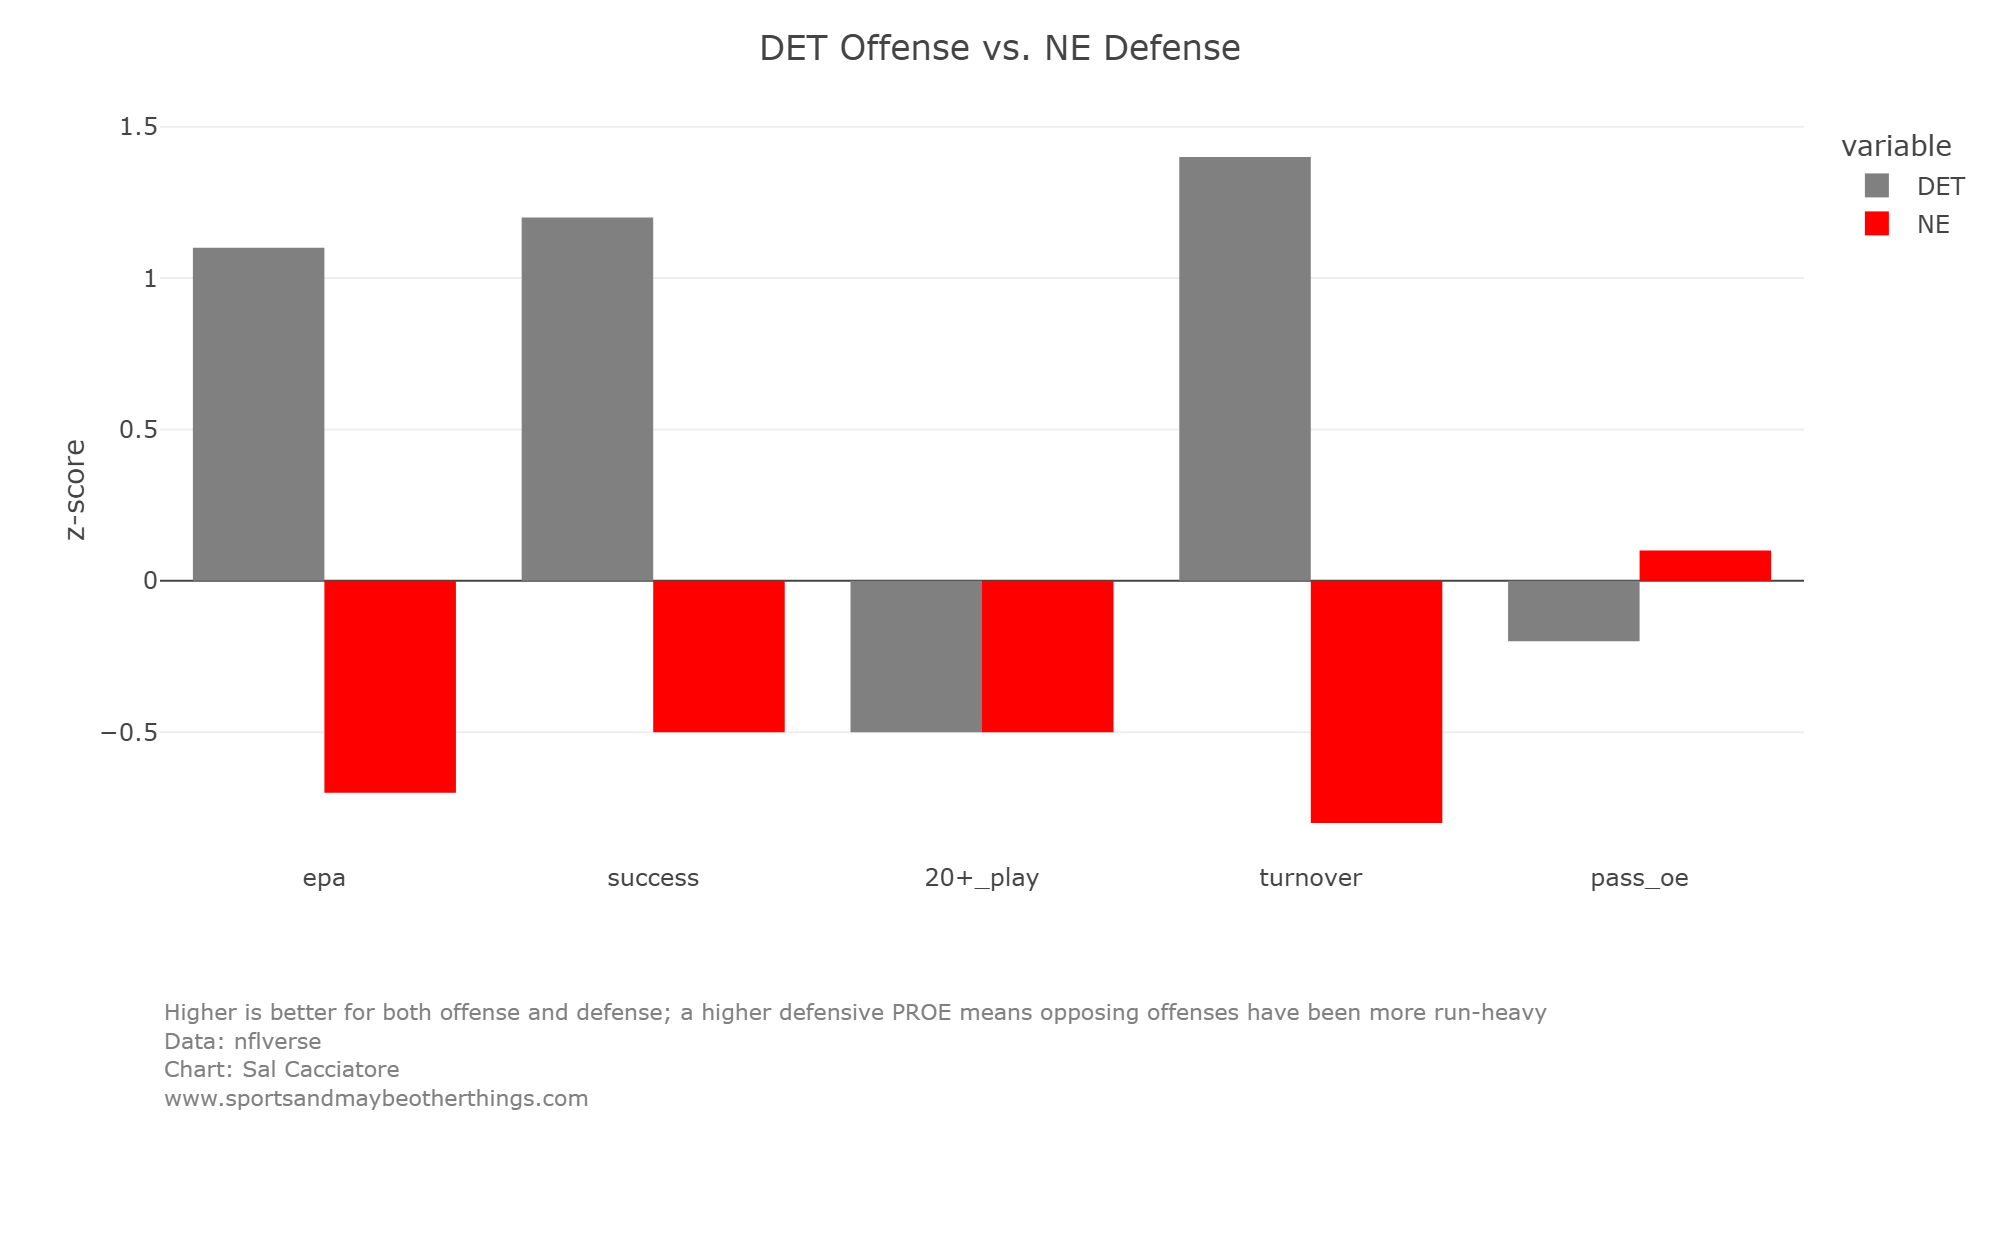 DET Offense vs. NE Defense
1.5
1
0.5
0
−0.5
z-score
variable
DET
NE
epa
success
20+_play
turnover
pass_oe
Higher is better for both offense and defense; a higher defensive PROE means opposing offenses have been more run-heavy
Data: nflverse
Chart: Sal Cacciatore
www.sportsandmaybeotherthings.com